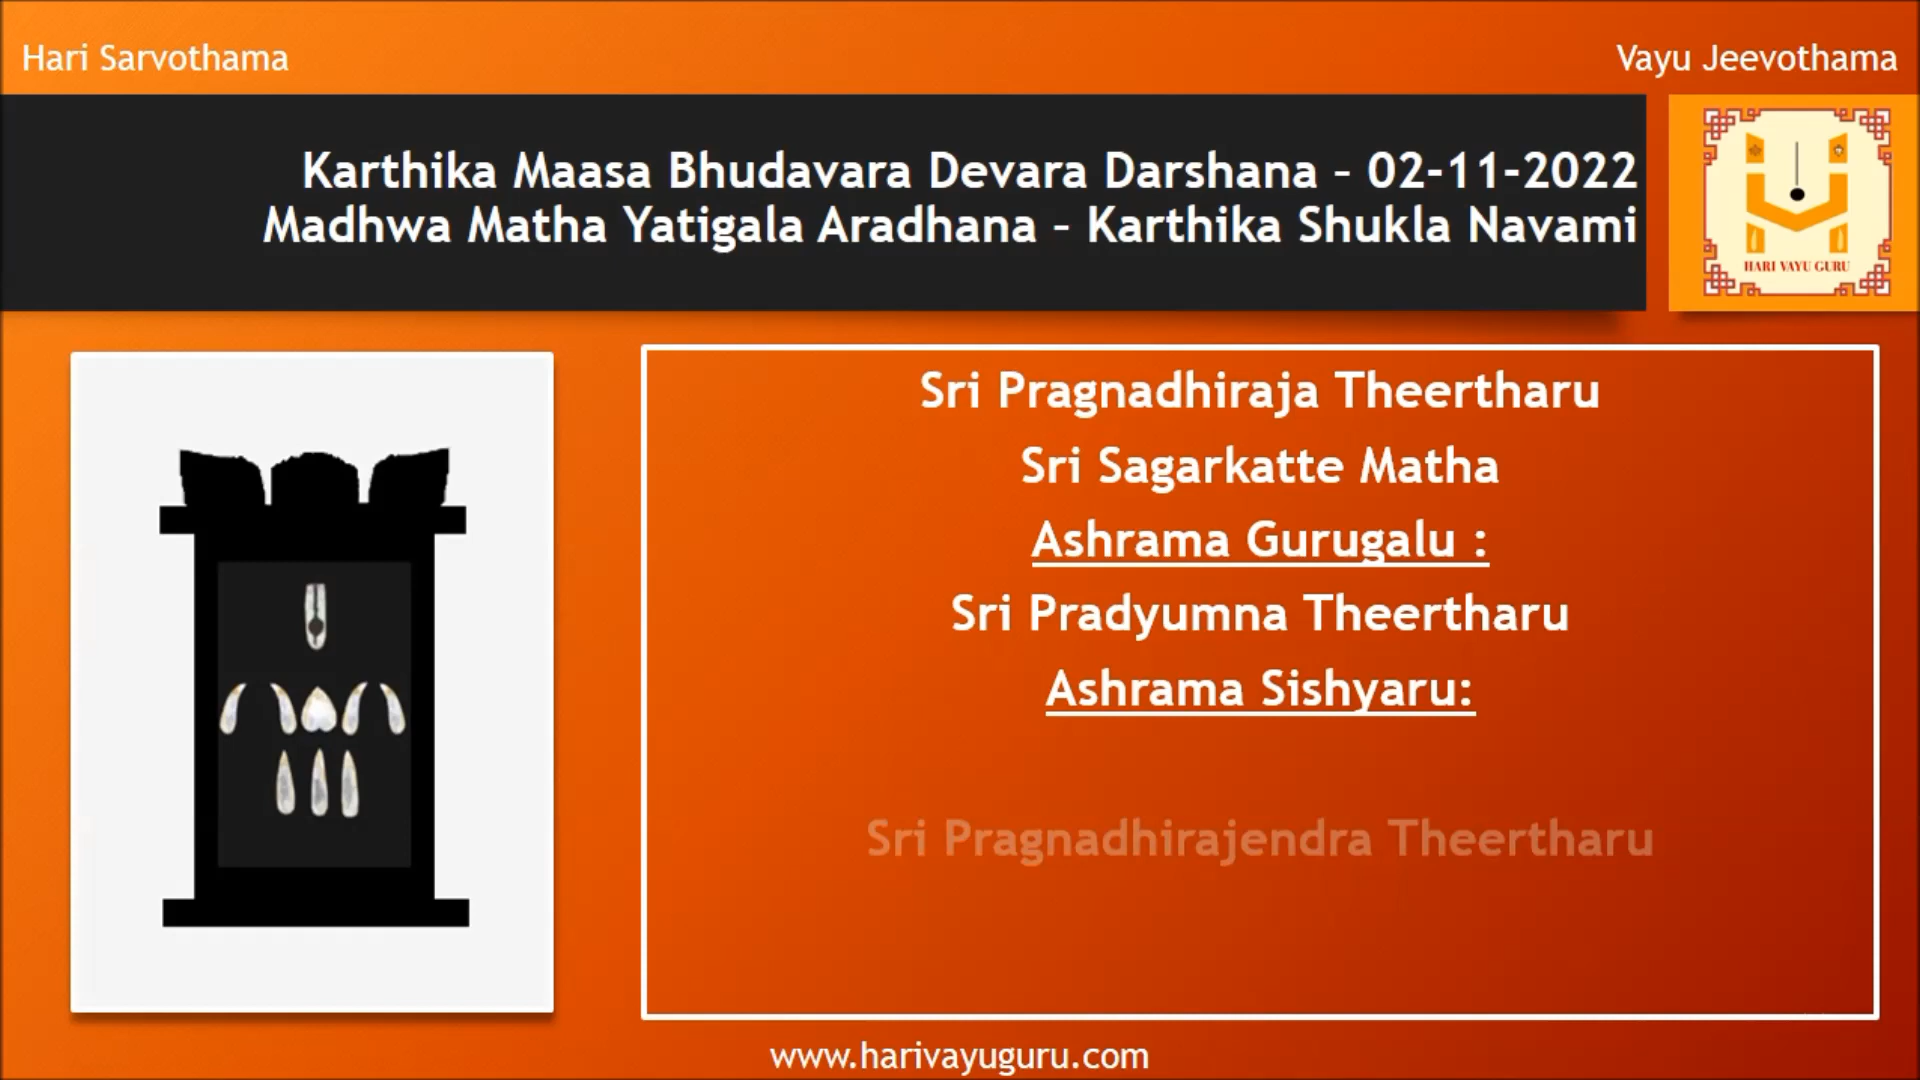 Hari Sarvothama
Vayu Jeevothama
Karthika Maasa Bhudavara Devara Darshana – 02-11-2022
Madhwa Matha Yatigala Aradhana – Karthika Shukla Navami
HARI VAYU GURU
Sri Pragnadhiraja Theertharu
Sri Sagarkatte Matha
Ashrama Gurugalu :
Sri Pradyumna Theertharu
Ashrama Sishyaru:
Sri Pragnadhirajendra Theertharu
www.harivayuguru.com